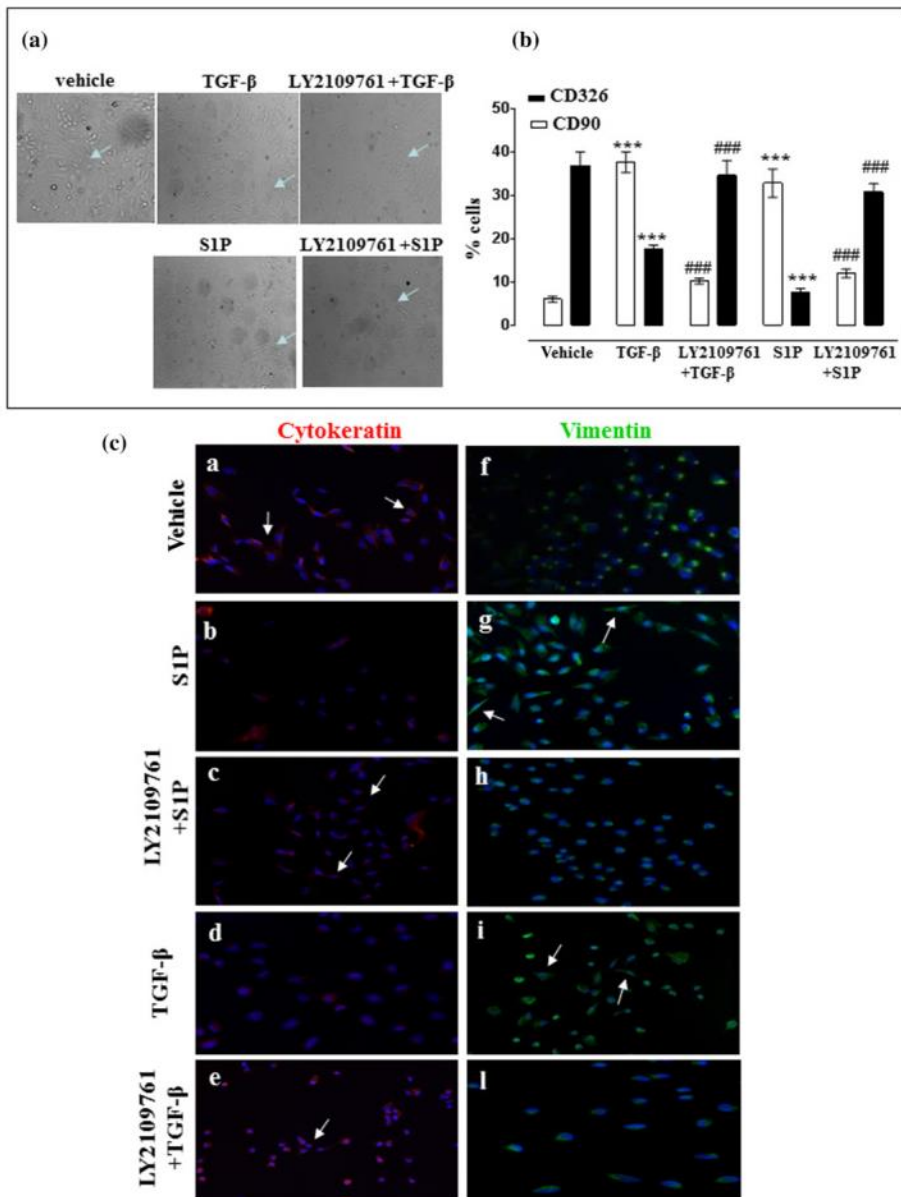 (a)
vehicle
TGF-β
LY2109761 +TGF-β
S1P
LY2109761 +S1P
(b)
CD326
CD90
% cells
50
40
30
20
10
0
***
***
###
###
***
***
###
###
Vehicle
TGF-β
LY2109761
+TGF-β
S1P
LY2109761
+S1P
(c)
Cytokeratin
Vimentin
Vehicle
a
f
S1P
b
g
LY2109761
+S1P
c
h
TGF-β
d
i
LY2109761
+TGF-β
e
l